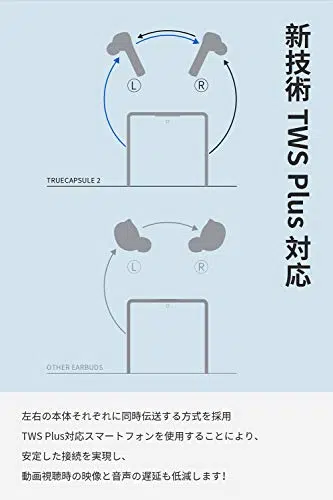 新技術 TWS Plus 対応
L
R
TRUECAPSULE 2
L
R
OTHER EARBUDS
左右の本体それぞれに同時伝送する方式を採用
TWS Plus対応スマートフォンを使用することにより、
安定した接続を実現し、
動画視聴時の映像と音声の遅延も低減します!